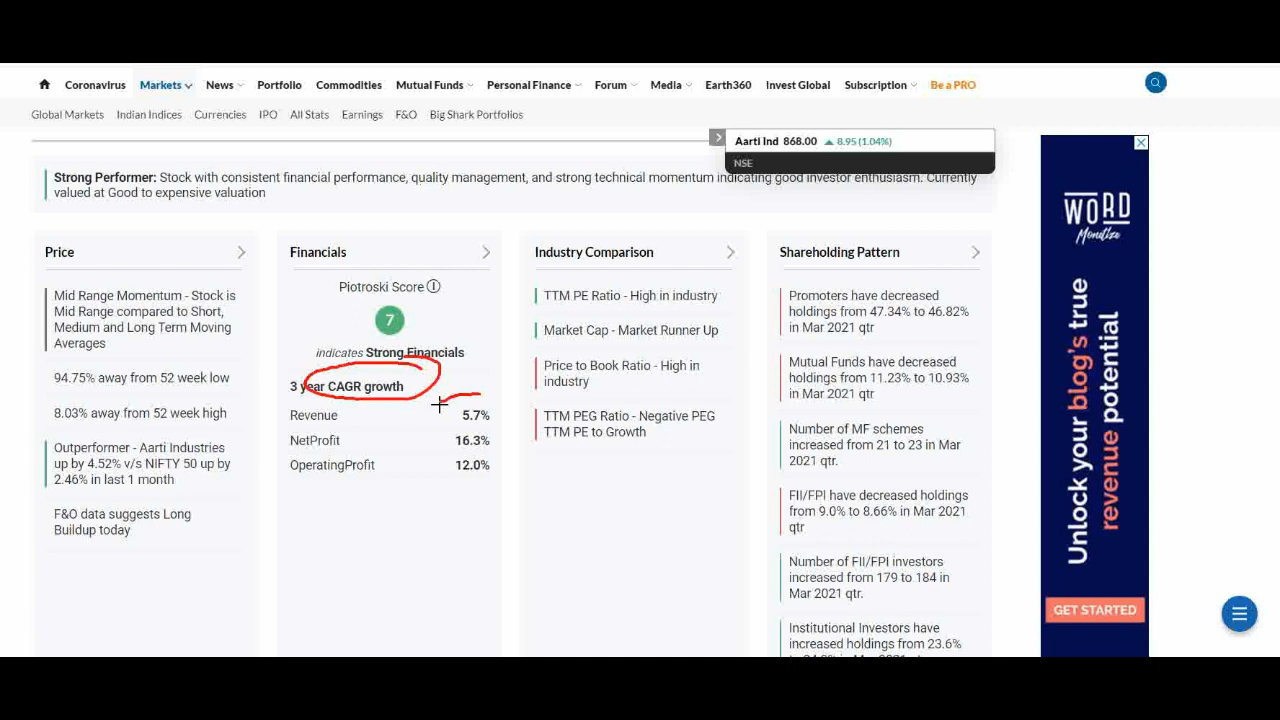 Coronavirus Markets News Portfolio Commodities Mutual Funds Personal Finance Forum Media Earth360 Invest Global Subscription Be a PRO
Global Markets Indian Indices Currencies IPO All Stats Earnings F&O Big Shark Portfolios
Aarti Ind 868.00 ▲ 8.95 (1.04%)
NSE
Strong Performer: Stock with consistent financial performance, quality management, and strong technical momentum indicating good investor enthusiasm. Currently
valued at Good to expensive valuation
Price
Mid Range Momentum - Stock is
Mid Range compared to Short,
Medium and Long Term Moving
Averages
94.75% away from 52 week low
8.03% away from 52 week high
Outperformer - Aarti Industries
up by 4.52% v/s NIFTY 50 up by
2.46% in last 1 month
F&O data suggests Long
Buildup today
Financials
Piotroski Score
7
indicates Strong Financials
3 year CAGR growth
Revenue 5.7%
NetProfit 16.3%
OperatingProfit 12.0%
Industry Comparison
TTM PE Ratio - High in industry
Market Cap - Market Runner Up
Price to Book Ratio - High in
industry
TTM PEG Ratio - Negative PEG
TTM PE to Growth
Shareholding Pattern
Promoters have decreased
holdings from 47.34% to 46.82%
in Mar 2021 qtr
Mutual Funds have decreased
holdings from 11.23% to 10.93%
in Mar 2021 qtr
Number of MF schemes
increased from 21 to 23 in Mar
2021 qtr.
FII/FPI have decreased holdings
from 9.0% to 8.66% in Mar 2021
qtr
Number of FII/FPI investors
increased from 179 to 184 in
Mar 2021 qtr.
Institutional Investors have
increased holdings from 23.6%
WORD
Monetize
Unlock your blog's true
revenue potential
GET STARTED